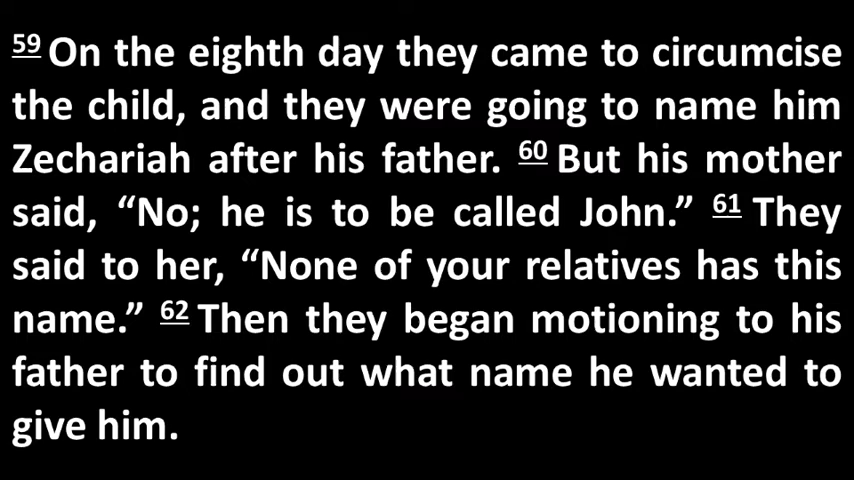 59 On the eighth day they came to circumcise
the child, and they were going to name him
Zechariah after his father. 60 But his mother
said, “No; he is to be called John.” 61 They
said to her, “None of your relatives has this
name.” 62 Then they began motioning to his
father to find out what name he wanted to
give him.